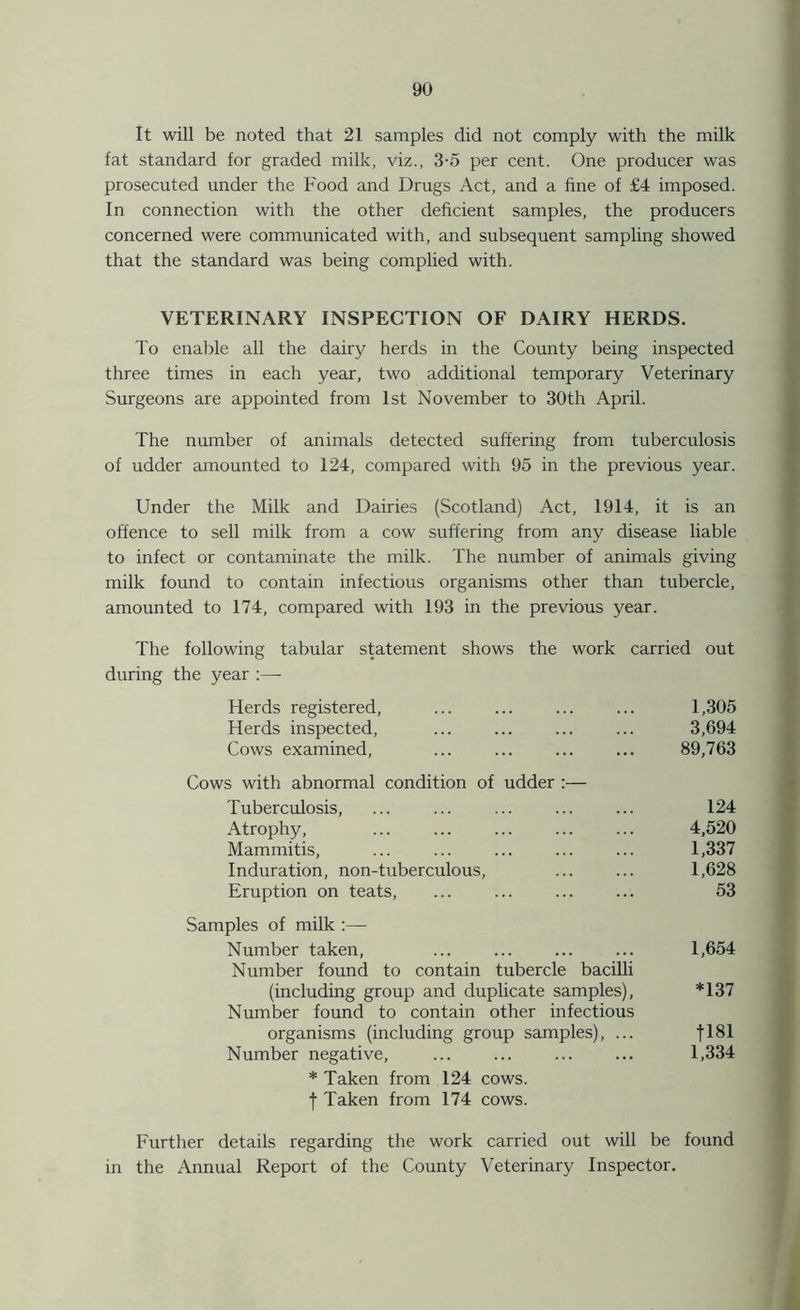 90
It will be noted that 21 samples did not comply with the milk
fat standard for graded milk, viz., 3·5 per cent. One producer was
prosecuted under the Food and Drugs Act, and a fine of £4 imposed.
In connection with the other deficient samples, the producers
concerned were communicated with, and subsequent sampling showed
that the standard was being complied with.
VETERINARY INSPECTION OF DAIRY HERDS.
To enable all the dairy herds in the County being inspected
three times in each year, two additional temporary Veterinary
Surgeons are appointed from 1st November to 30th April.
The number of animals detected suffering from tuberculosis
of udder amounted to 124, compared with 95 in the previous year.
Under the Milk and Dairies (Scotland) Act, 1914, it is an
offence to sell milk from a cow suffering from any disease liable
to infect or contaminate the milk. The number of animals giving
milk found to contain infectious organisms other than tubercle,
amounted to 174, compared with 193 in the previous year.
The following tabular statement shows the work carried out
during the year :—
Herds registered, ... ... ... ... 1,305
Herds inspected, ... ... ... ... 3,694
Cows examined, ... ... ... ... 89,763
Cows with abnormal condition of udder :—
Tuberculosis, ... ... ... ... ... 124
Atrophy, ... ... ... ... ... 4,520
Mammitis, ... ... ... ... ... 1,337
Induration, non-tuberculous, ... ... 1,628
Eruption on teats, ... ... ... ... 53
Samples of milk :—
Number taken, ... ... ... ... 1,654
Number found to contain tubercle bacilli
(including group and duplicate samples), *137
Number found to contain other infectious
organisms (including group samples), ... †181
Number negative, ... ... ... ... 1,334
* Taken from 124 cows.
† Taken from 174 cows.
Further details regarding the work carried out will be found
in the Annual Report of the County Veterinary Inspector.